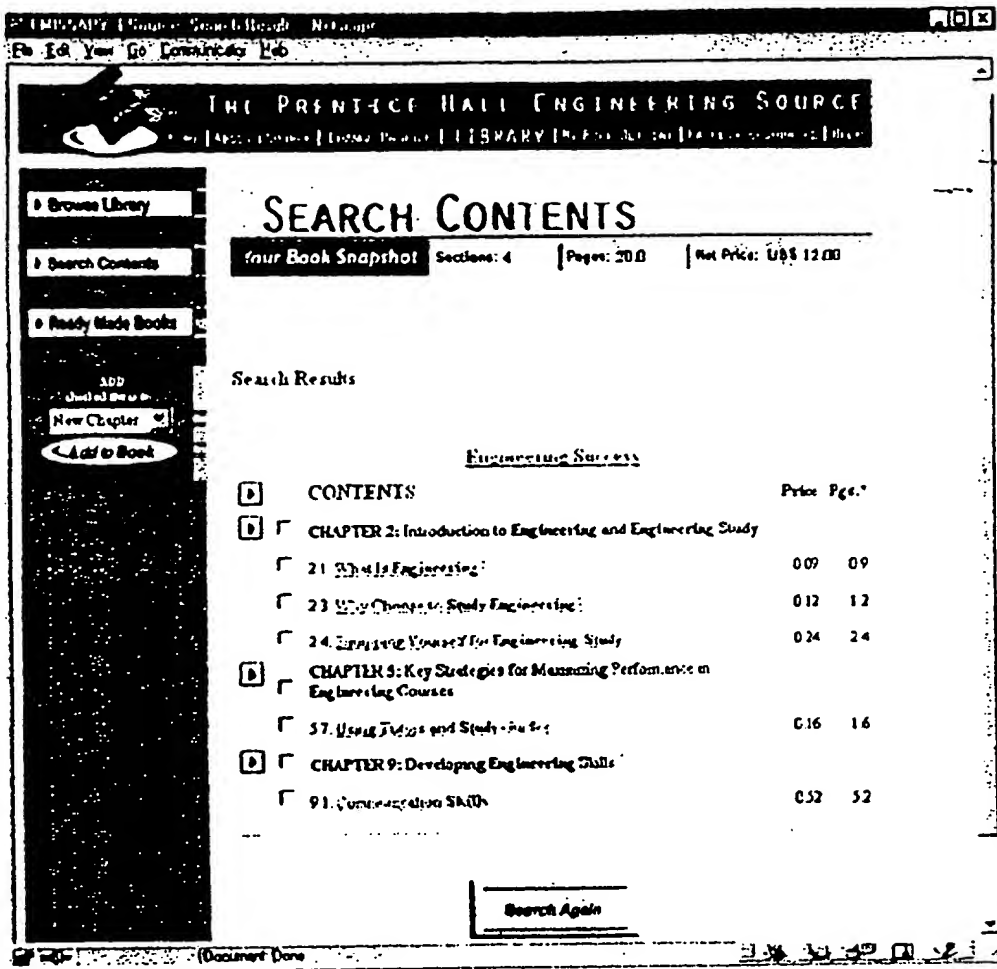 Search Result - Netscape
File Edit View Go Communicator Help
THE PRENTICE HALL ENGINEERING SOURCE
LIBRARY
Browse Library
SEARCH CONTENTS
Your Book Snapshot Sections: 4 Pages: 20.0 Net Price: US$ 12.00
Search Contents
Ready Made Books
ADD
New Chapter
Add to Book
Search Results
Engineering Success
CONTENTS Price Pgs.*
CHAPTER 2: Introduction to Engineering and Engineering Study
2.1. What Is Engineering? 0.09 0.9
2.3. Why Choose to Study Engineering? 0.12 1.2
2.4. Yourself for Engineering Study 0.24 2.4
CHAPTER 5: Key Strategies for Maximizing Performance in
Engineering Courses
5.7. Using Tutors and Study 0.16 1.6
CHAPTER 9: Developing Engineering Skills
9.1. Communication Skills 0.52 5.2
Search Again
Document Done